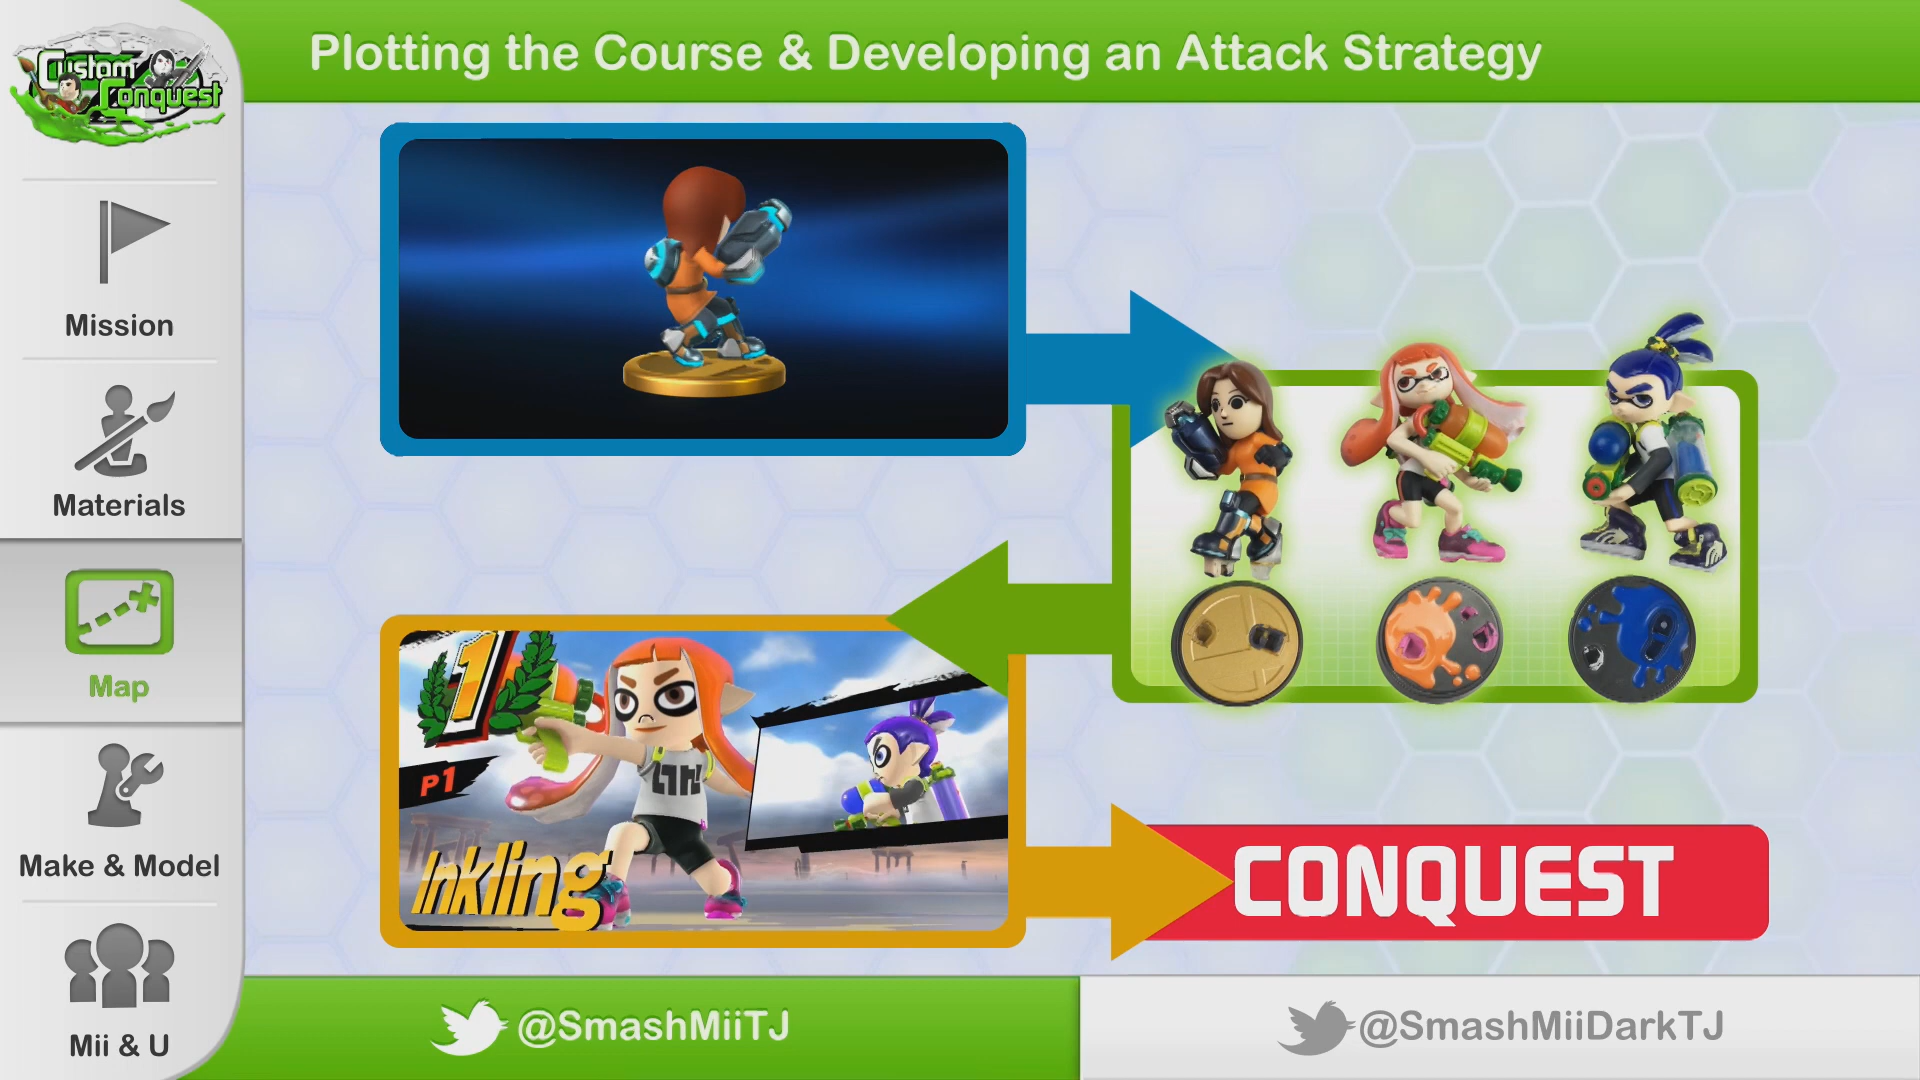 Custom
Conquest
Plotting the Course & Developing an Attack Strategy
Mission
Materials
Map
Make & Model
Mii & U
1
P1
Inkling
CONQUEST
@SmashMiiTJ
@SmashMiiDarkTJ